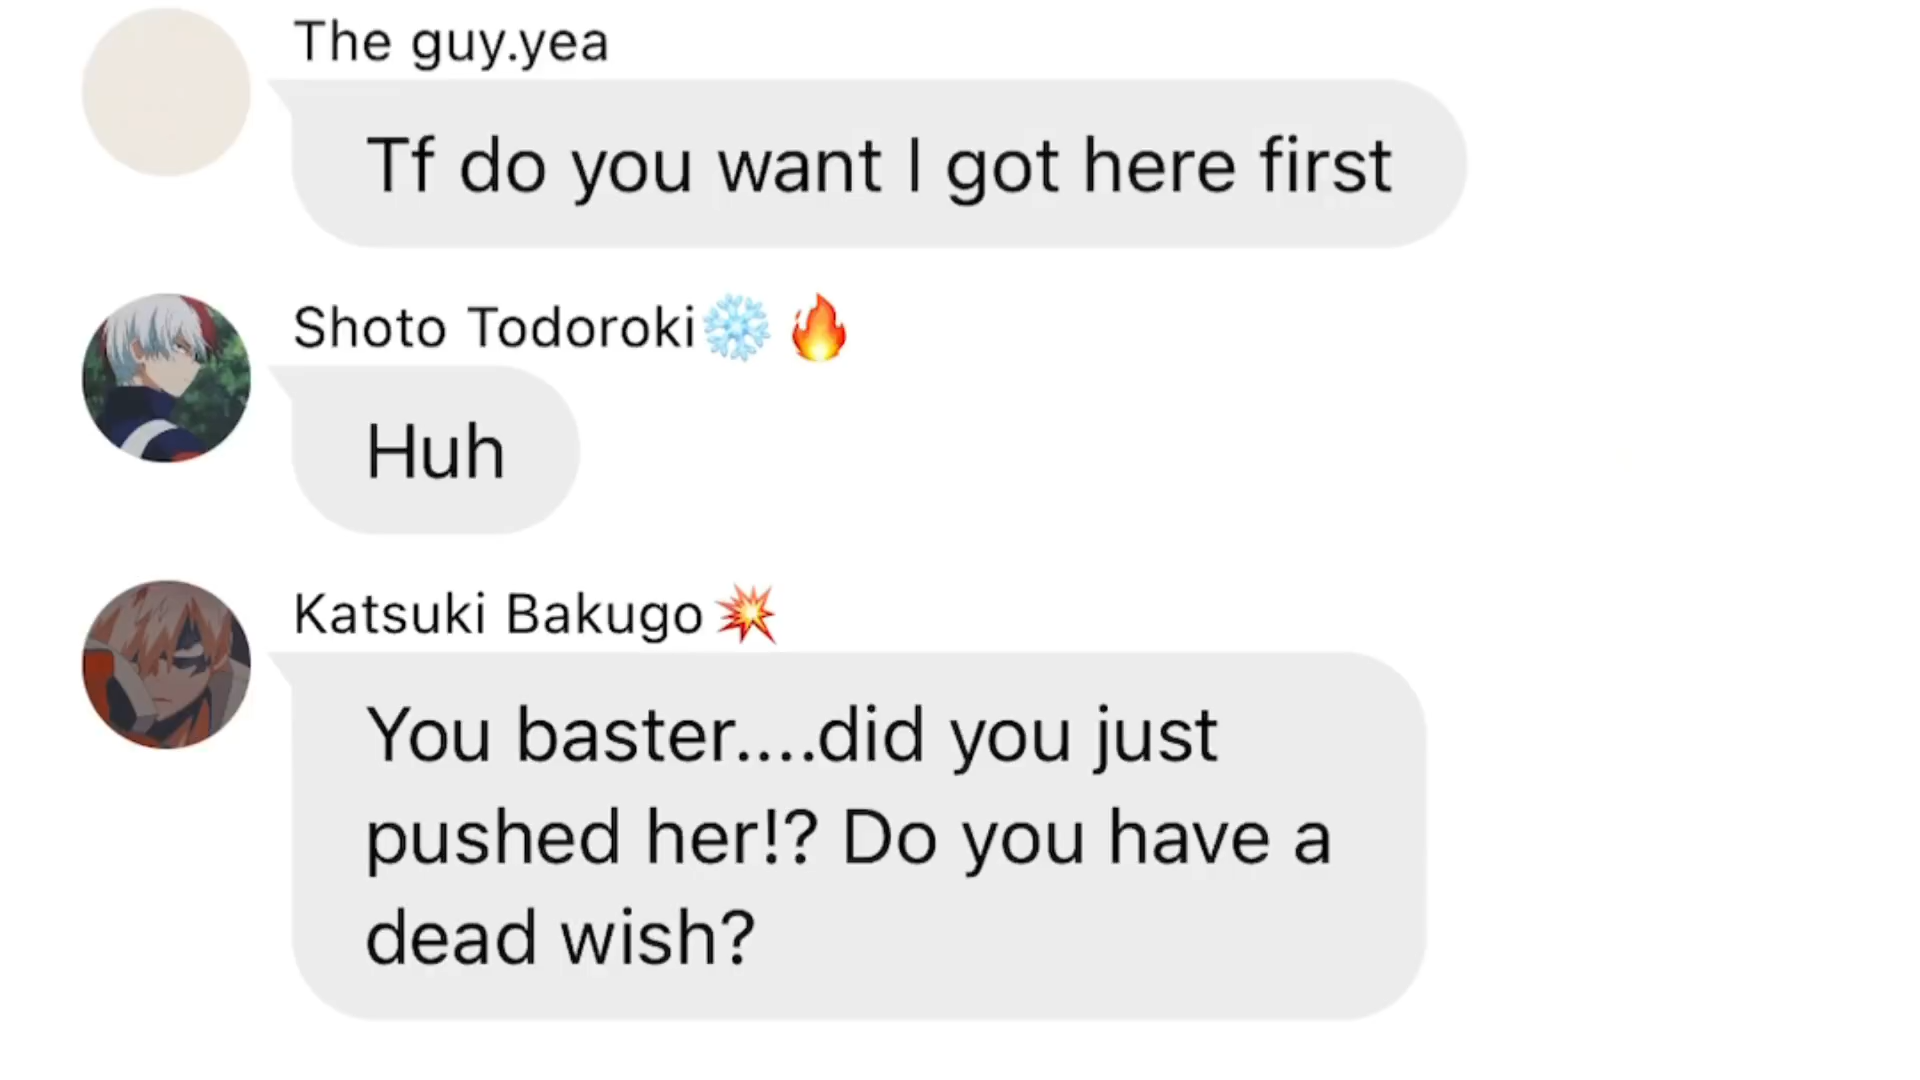 The guy.yea
Tf do you want I got here first
Shoto Todoroki❄️🔥
Huh
Katsuki Bakugo💥
You baster....did you just
pushed her!? Do you have a
dead wish?